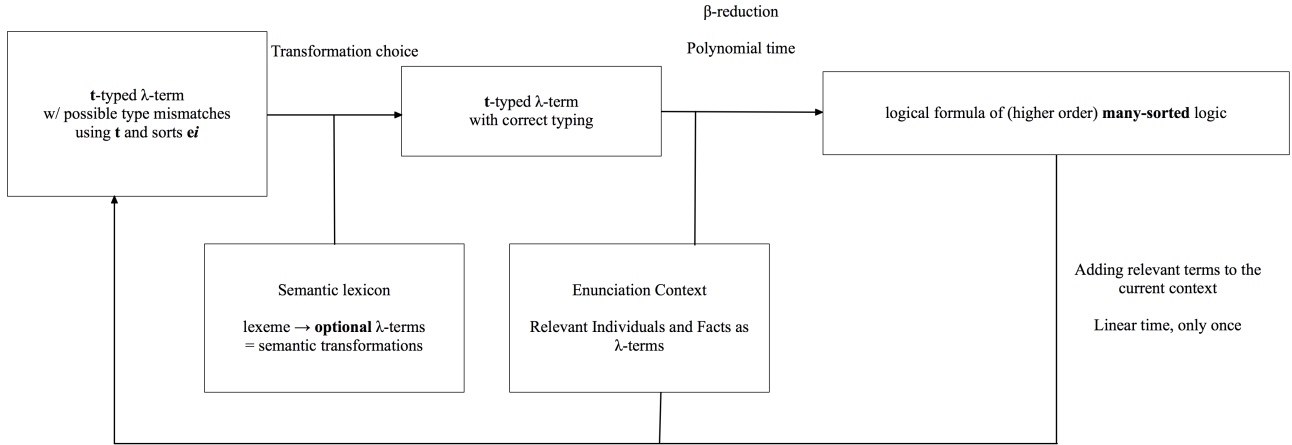 β-reduction
Polynomial time
Transformation choice
t-typed λ-term
w/ possible type mismatches
using t and sorts ei
t-typed λ-term
with correct typing
logical formula of (higher order) many-sorted logic
Semantic lexicon
lexeme → optional λ-terms
= semantic transformations
Enunciation Context
Relevant Individuals and Facts as
λ-terms
Adding relevant terms to the
current context
Linear time, only once